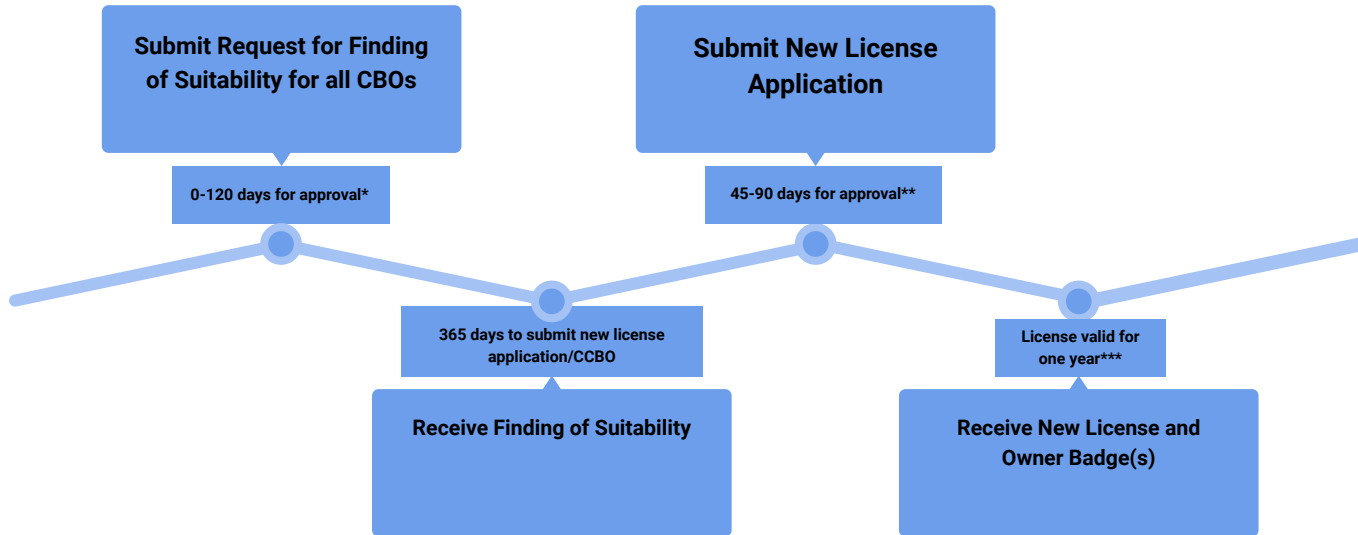 Submit Request for Finding
of Suitability for all CBOs
0-120 days for approval*
365 days to submit new license
application/CCBO
Receive Finding of Suitability
Submit New License
Application
45-90 days for approval**
License valid for
one year***
Receive New License and
Owner Badge(s)